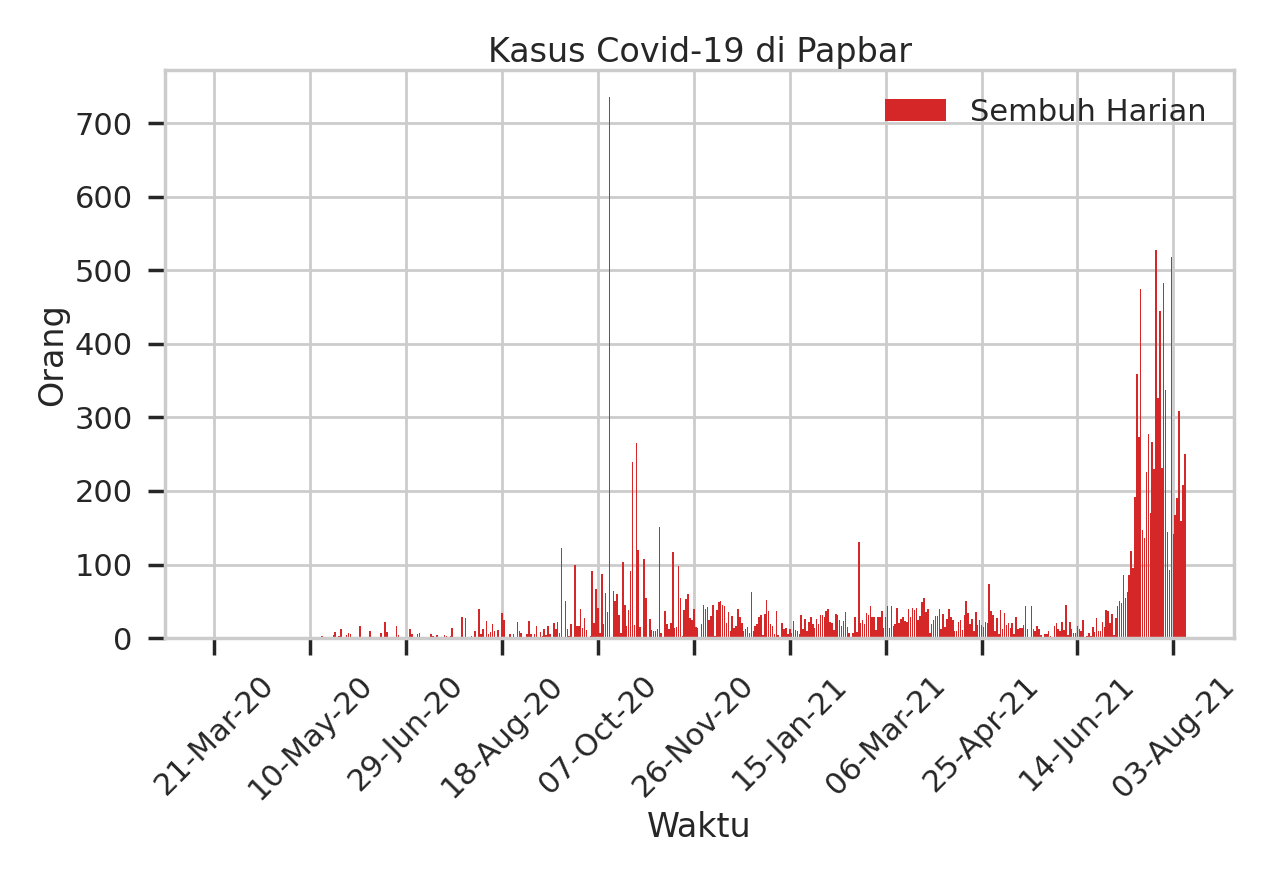 Kasus Covid-19 di Papbar
Sembuh Harian
700
600
500
400
300
200
100
0
Orang
21-Mar-20
10-May-20
29-Jun-20
18-Aug-20
07-Oct-20
26-Nov-20
15-Jan-21
06-Mar-21
25-Apr-21
14-Jun-21
03-Aug-21
Waktu